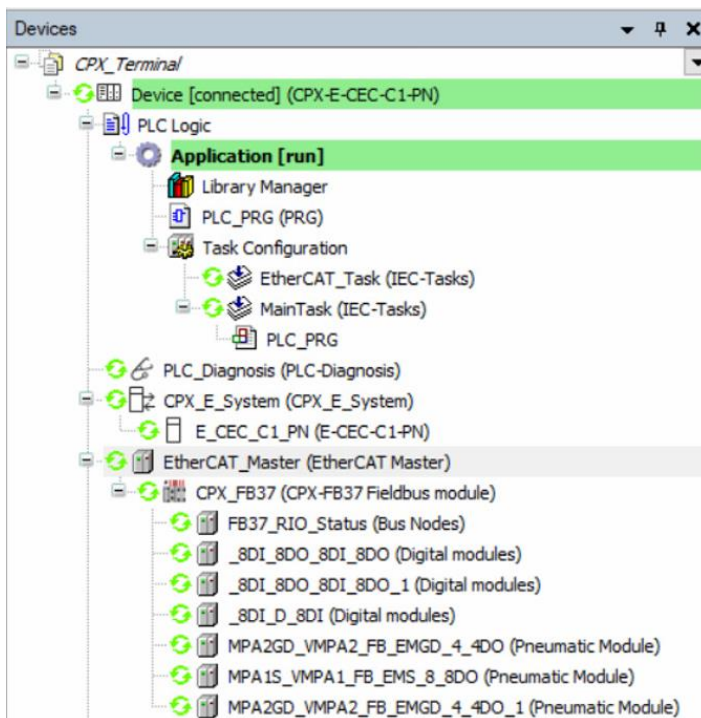 Devices
CPX_Terminal
Device [connected] (CPX-E-CEC-C1-PN)
PLC Logic
Application [run]
Library Manager
PLC_PRG (PRG)
Task Configuration
EtherCAT_Task (IEC-Tasks)
MainTask (IEC-Tasks)
PLC_PRG
PLC_Diagnosis (PLC-Diagnosis)
CPX_E_System (CPX_E_System)
E_CEC_C1_PN (E-CEC-C1-PN)
EtherCAT_Master (EtherCAT Master)
CPX_FB37 (CPX-FB37 Fieldbus module)
FB37_RIO_Status (Bus Nodes)
_8DI_8DO_8DI_8DO (Digital modules)
_8DI_8DO_8DI_8DO_1 (Digital modules)
_8DI_D_8DI (Digital modules)
MPA2GD_VMPA2_FB_EMGD_4_4DO (Pneumatic Module)
MPA1S_VMPA1_FB_EMS_8_8DO (Pneumatic Module)
MPA2GD_VMPA2_FB_EMGD_4_4DO_1 (Pneumatic Module)